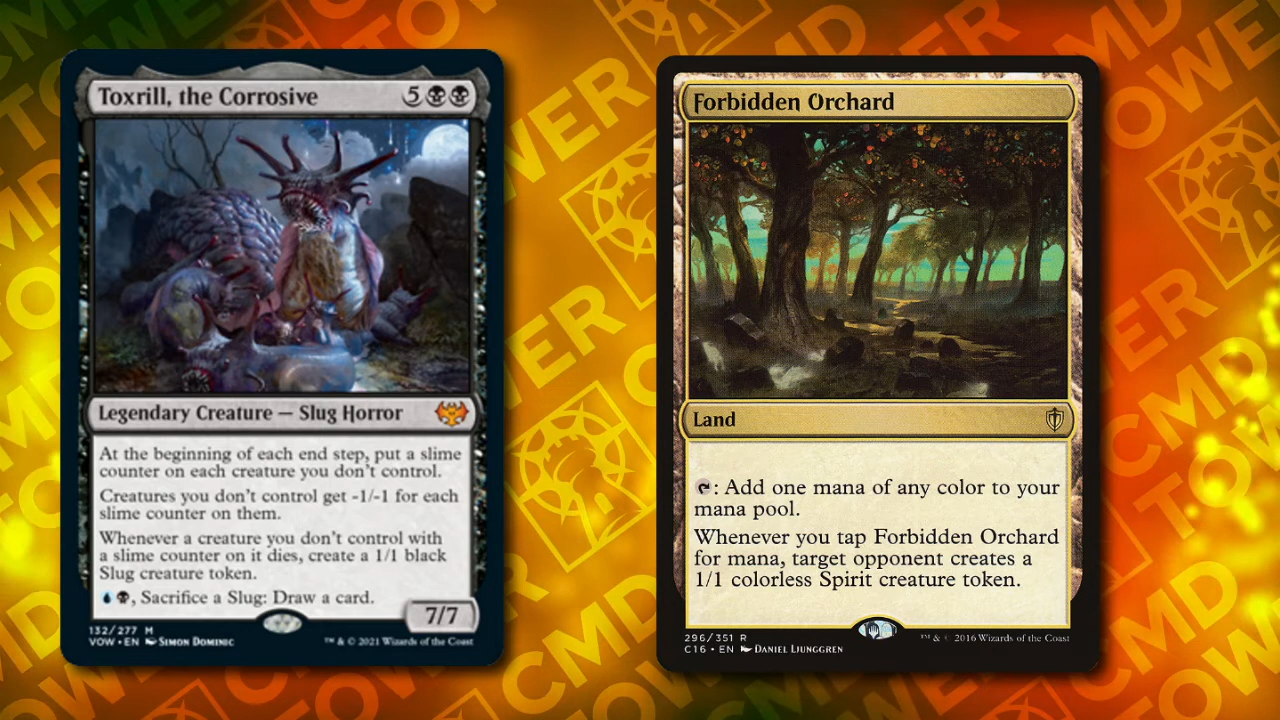 Toxrill, the Corrosive 5
Legendary Creature — Slug Horror
At the beginning of each end step, put a slime
counter on each creature you don't control.
Creatures you don't control get -1/-1 for each
slime counter on them.
Whenever a creature you don't control with
a slime counter on it dies, create a 1/1 black
Slug creature token.
, Sacrifice a Slug: Draw a card.
7/7
132/277 M
VOW • EN Simon Dominic
™ & © 2021 Wizards of the Coast
Forbidden Orchard
Land
: Add one mana of any color to your
mana pool.
Whenever you tap Forbidden Orchard
for mana, target opponent creates a
1/1 colorless Spirit creature token.
296/351 R
C16 • EN Daniel Ljunggren
™ & © 2016 Wizards of the Coast
CMD
TOWER
CMD
TOWER
CMD
TOWER